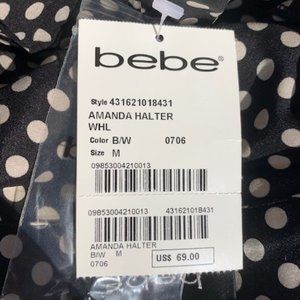 bebe®
Style 431621018431
AMANDA HALTER
WHL
Color B/W 0706
Size M
09853004210013
09853004210013 431621018431
AMANDA HALTER
B/W M
0706
US$ 69.00